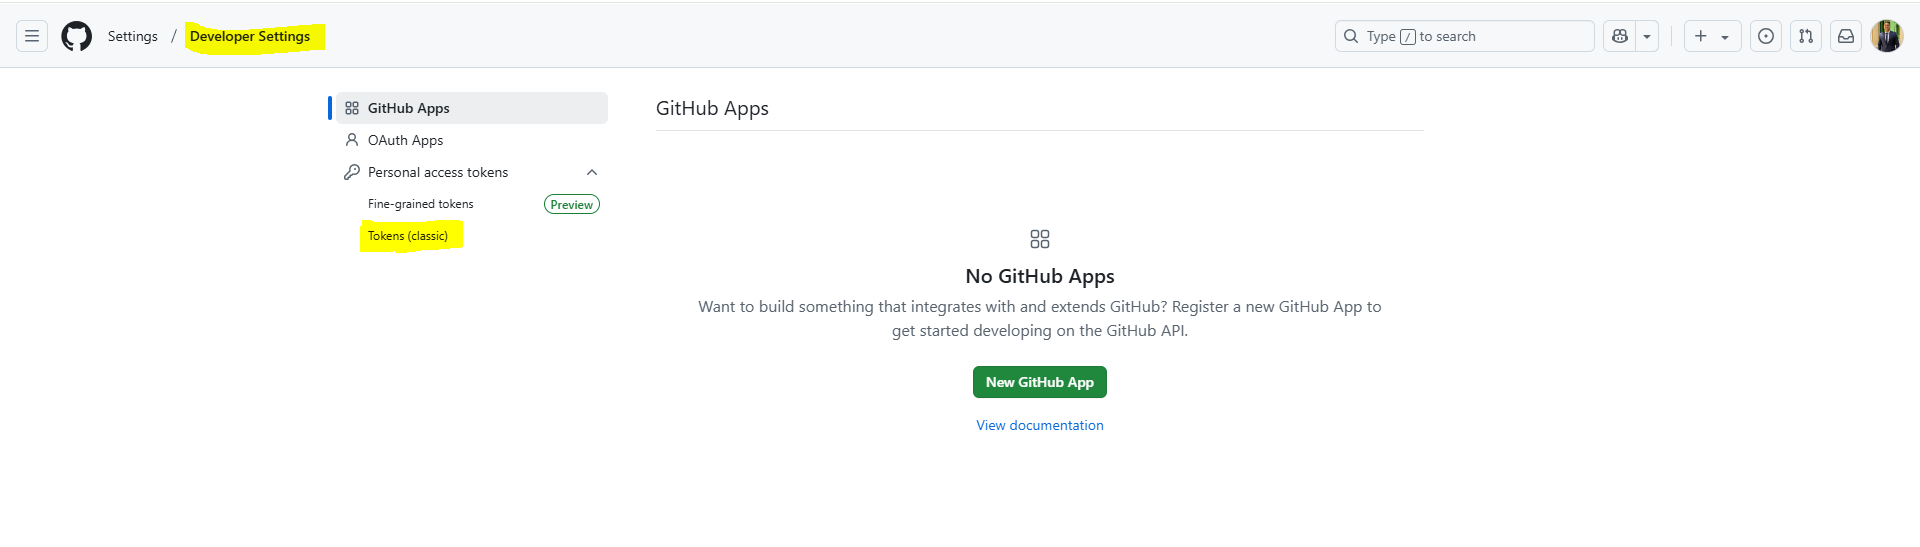 Settings / Developer Settings
Type / to search
GitHub Apps
OAuth Apps
Personal access tokens
Fine-grained tokens Preview
Tokens (classic)
GitHub Apps
No GitHub Apps
Want to build something that integrates with and extends GitHub? Register a new GitHub App to
get started developing on the GitHub API.
New GitHub App
View documentation